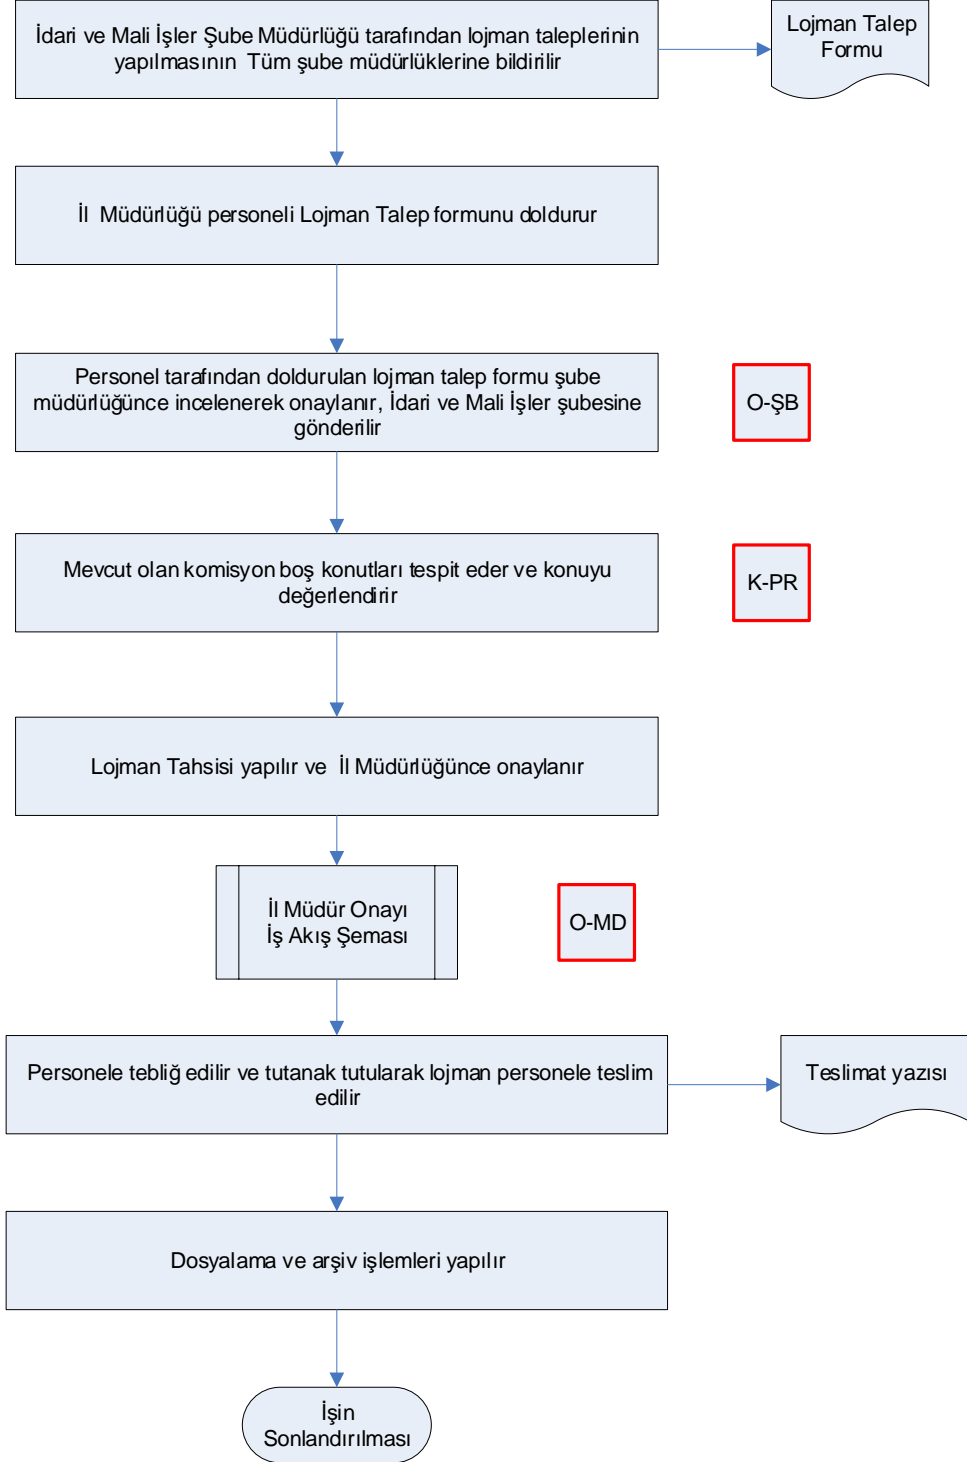 İdari ve Mali İşler Şube Müdürlüğü tarafından lojman taleplerinin
yapılmasının Tüm şube müdürlüklerine bildirilir
Lojman Talep
Formu
İl Müdürlüğü personeli Lojman Talep formunu doldurur
Personel tarafından doldurulan lojman talep formu şube
müdürlüğünce incelenerek onaylanır, İdari ve Mali İşler şubesine
gönderilir
O-ŞB
Mevcut olan komisyon boş konutları tespit eder ve konuyu
değerlendirir
K-PR
Lojman Tahsisi yapılır ve İl Müdürlüğünce onaylanır
İl Müdür Onayı
İş Akış Şeması
O-MD
Personele tebliğ edilir ve tutanak tutularak lojman personele teslim
edilir
Teslimat yazısı
Dosyalama ve arşiv işlemleri yapılır
İşin
Sonlandırılması